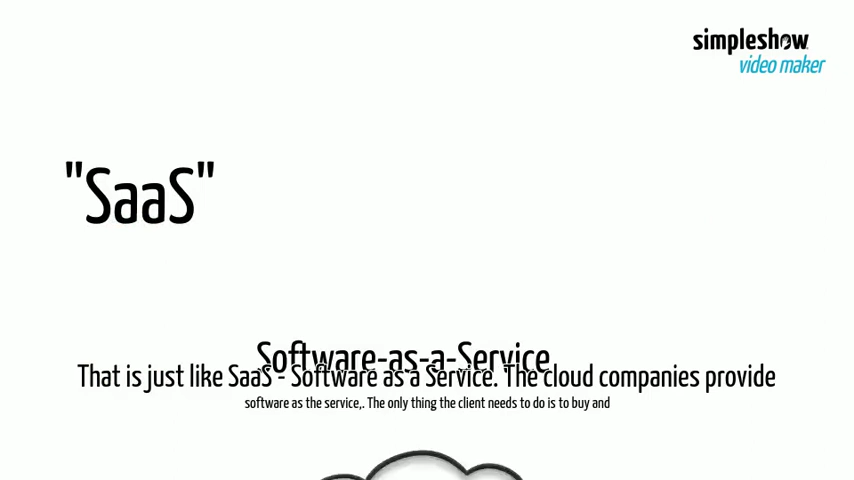 simpleshow
video maker
"SaaS"
Software-as-a-Service
That is just like SaaS - Software as a Service. The cloud companies provide
software as the service,. The only thing the client needs to do is to buy and